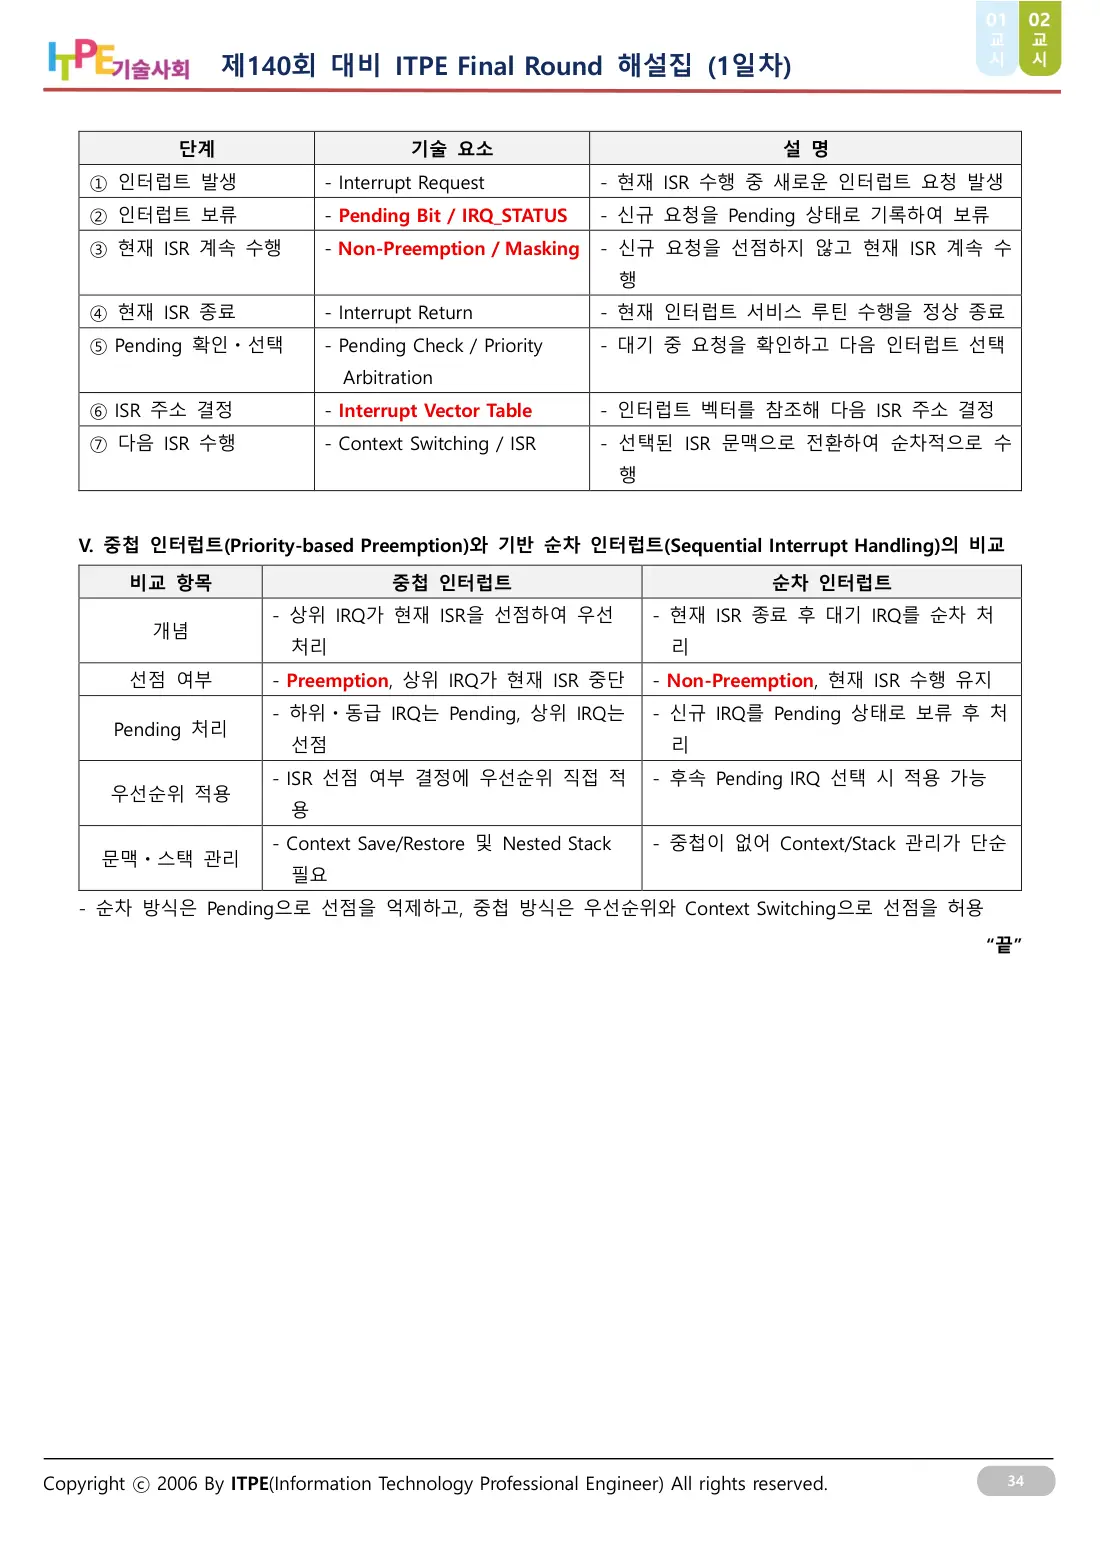 01
교
시
02
교
시
ITPE기술사회 제140회 대비 ITPE Final Round 해설집 (1일차)
단계 기술 요소 설 명
① 인터럽트 발생 - Interrupt Request - 현재 ISR 수행 중 새로운 인터럽트 요청 발생
② 인터럽트 보류 - Pending Bit / IRQ_STATUS - 신규 요청을 Pending 상태로 기록하여 보류
③ 현재 ISR 계속 수행 - Non-Preemption / Masking - 신규 요청을 선점하지 않고 현재 ISR 계속 수
행
④ 현재 ISR 종료 - Interrupt Return - 현재 인터럽트 서비스 루틴 수행을 정상 종료
⑤ Pending 확인・선택 - Pending Check / Priority - 대기 중 요청을 확인하고 다음 인터럽트 선택
Arbitration
⑥ ISR 주소 결정 - Interrupt Vector Table - 인터럽트 벡터를 참조해 다음 ISR 주소 결정
⑦ 다음 ISR 수행 - Context Switching / ISR - 선택된 ISR 문맥으로 전환하여 순차적으로 수
행
V. 중첩 인터럽트(Priority-based Preemption)와 기반 순차 인터럽트(Sequential Interrupt Handling)의 비교
비교 항목 중첩 인터럽트 순차 인터럽트
개념 - 상위 IRQ가 현재 ISR을 선점하여 우선 - 현재 ISR 종료 후 대기 IRQ를 순차 처
처리 리
선점 여부 - Preemption, 상위 IRQ가 현재 ISR 중단 - Non-Preemption, 현재 ISR 수행 유지
Pending 처리 - 하위・동급 IRQ는 Pending, 상위 IRQ는 - 신규 IRQ를 Pending 상태로 보류 후 처
선점 리
우선순위 적용 - ISR 선점 여부 결정에 우선순위 직접 적 - 후속 Pending IRQ 선택 시 적용 가능
용
문맥・스택 관리 - Context Save/Restore 및 Nested Stack - 중첩이 없어 Context/Stack 관리가 단순
필요
- 순차 방식은 Pending으로 선점을 억제하고, 중첩 방식은 우선순위와 Context Switching으로 선점을 허용
“끝”
Copyright ⓒ 2006 By ITPE(Information Technology Professional Engineer) All rights reserved. 34